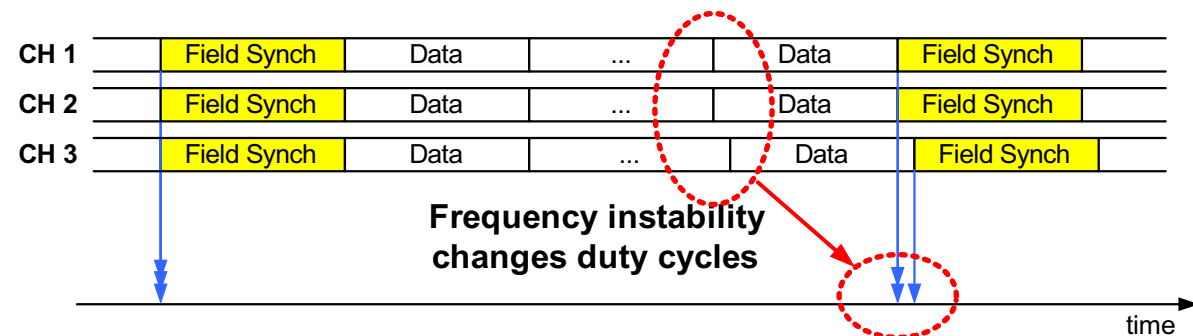 CH 1 Field Synch Data ... Data Field Synch
CH 2 Field Synch Data ... Data Field Synch
CH 3 Field Synch Data ... Data Field Synch
Frequency instability
changes duty cycles
time